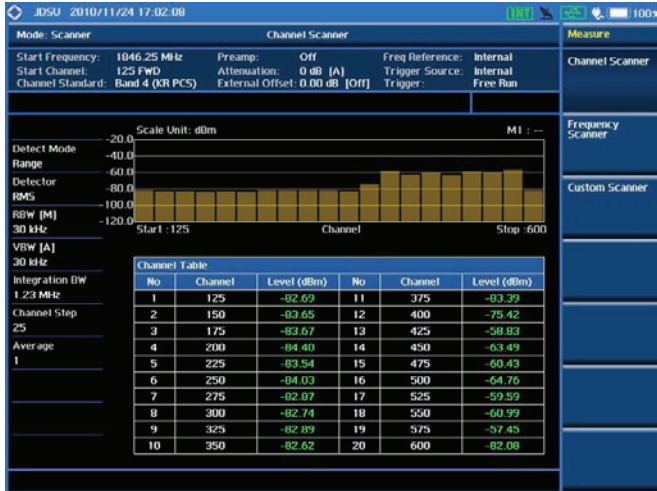 JDSU 2010/11/24 17:02:08 INT 100%
Mode: Scanner Channel Scanner Measure
Start Frequency: 1846.25 MHz Preamp: Off Freq Reference: Internal
Start Channel: 125 FWD Attenuation: 0 dB [A] Trigger Source: Internal
Channel Standard: Band 4 (KR PCS) External Offset: 0.00 dB [Off] Trigger: Free Run
Channel Scanner
Frequency Scanner
Custom Scanner
Detect Mode
Range
Detector
RMS
RBW [M]
30 kHz
VBW [A]
30 kHz
Integration BW
1.23 MHz
Channel Step
25
Average
1
Scale Unit: dBm M1 : --
-20.0
-40.0
-60.0
-80.0
-100.0
-120.0
Start :125 Channel Stop :600
Channel Table
No Channel Level (dBm) No Channel Level (dBm)
1 125 -82.69 11 375 -83.39
2 150 -83.65 12 400 -75.42
3 175 -83.67 13 425 -58.83
4 200 -84.40 14 450 -63.49
5 225 -83.54 15 475 -60.43
6 250 -84.03 16 500 -64.76
7 275 -82.87 17 525 -59.59
8 300 -82.74 18 550 -60.99
9 325 -82.89 19 575 -57.45
10 350 -82.62 20 600 -82.08